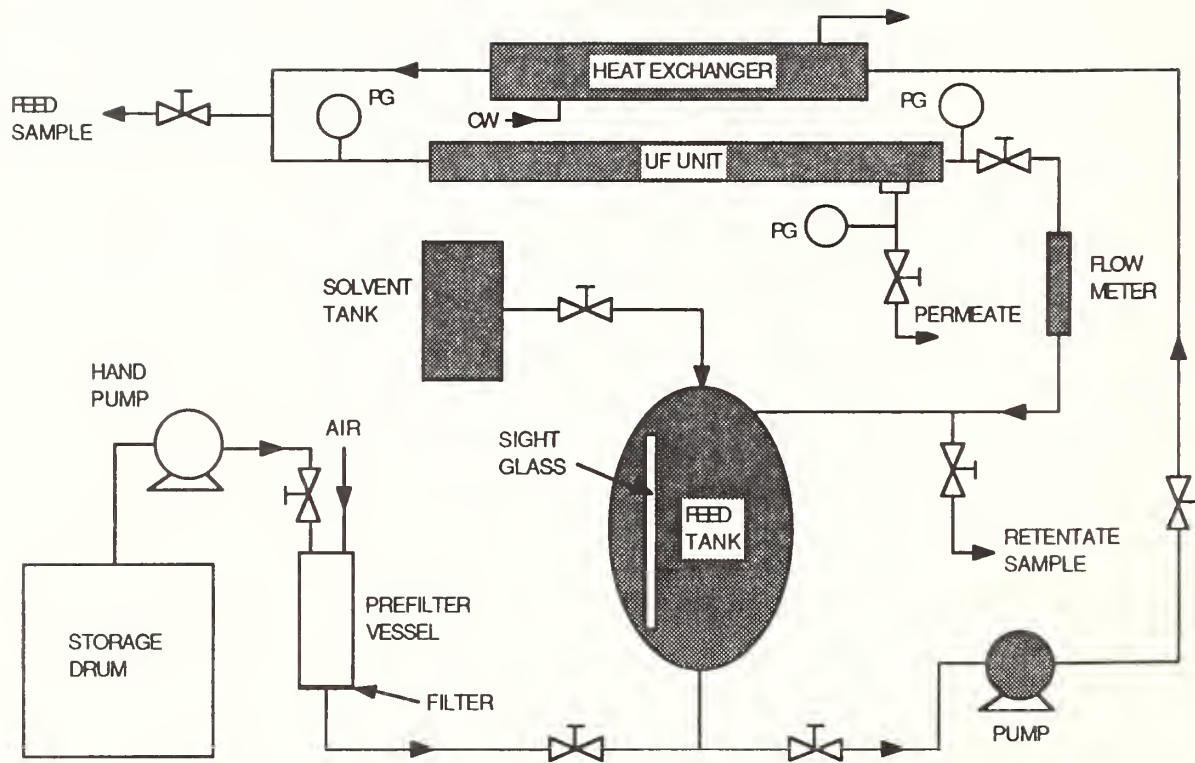 HEAT EXCHANGER
FEED
SAMPLE
PG
CW
PG
UF UNIT
PG
SOLVENT
TANK
PERMEATE
FLOW
METER
HAND
PUMP
AIR
SIGHT
GLASS
FEED
TANK
RETENTATE
SAMPLE
PREFILTER
VESSEL
STORAGE
DRUM
FILTER
PUMP